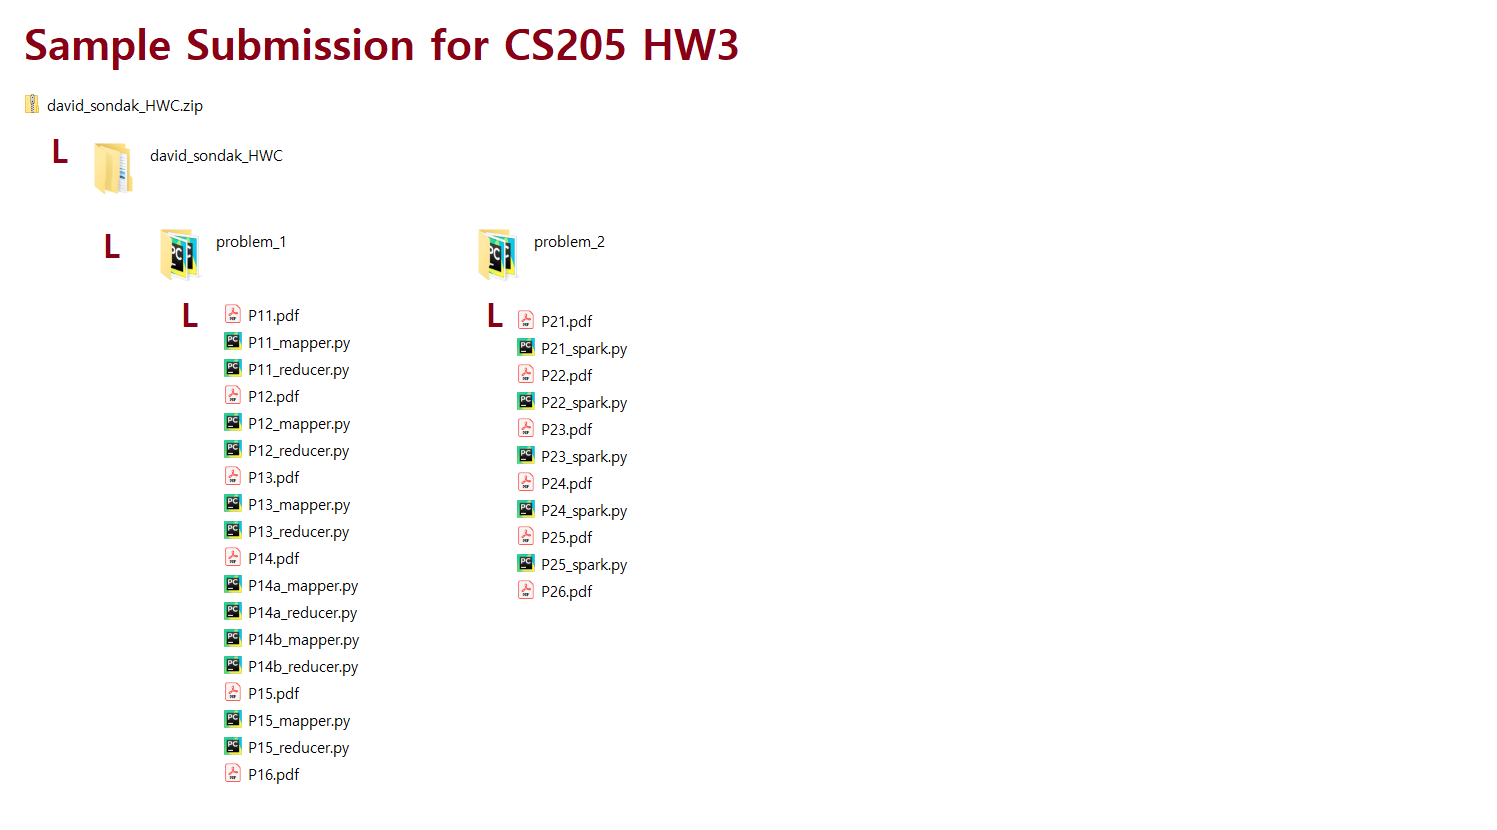 Sample Submission for CS205 HW3
david_sondak_HWC.zip
L
david_sondak_HWC
L
problem_1
problem_2
L
P11.pdf
P11_mapper.py
P11_reducer.py
P12.pdf
P12_mapper.py
P12_reducer.py
P13.pdf
P13_mapper.py
P13_reducer.py
P14.pdf
P14a_mapper.py
P14a_reducer.py
P14b_mapper.py
P14b_reducer.py
P15.pdf
P15_mapper.py
P15_reducer.py
P16.pdf
L
P21.pdf
P21_spark.py
P22.pdf
P22_spark.py
P23.pdf
P23_spark.py
P24.pdf
P24_spark.py
P25.pdf
P25_spark.py
P26.pdf